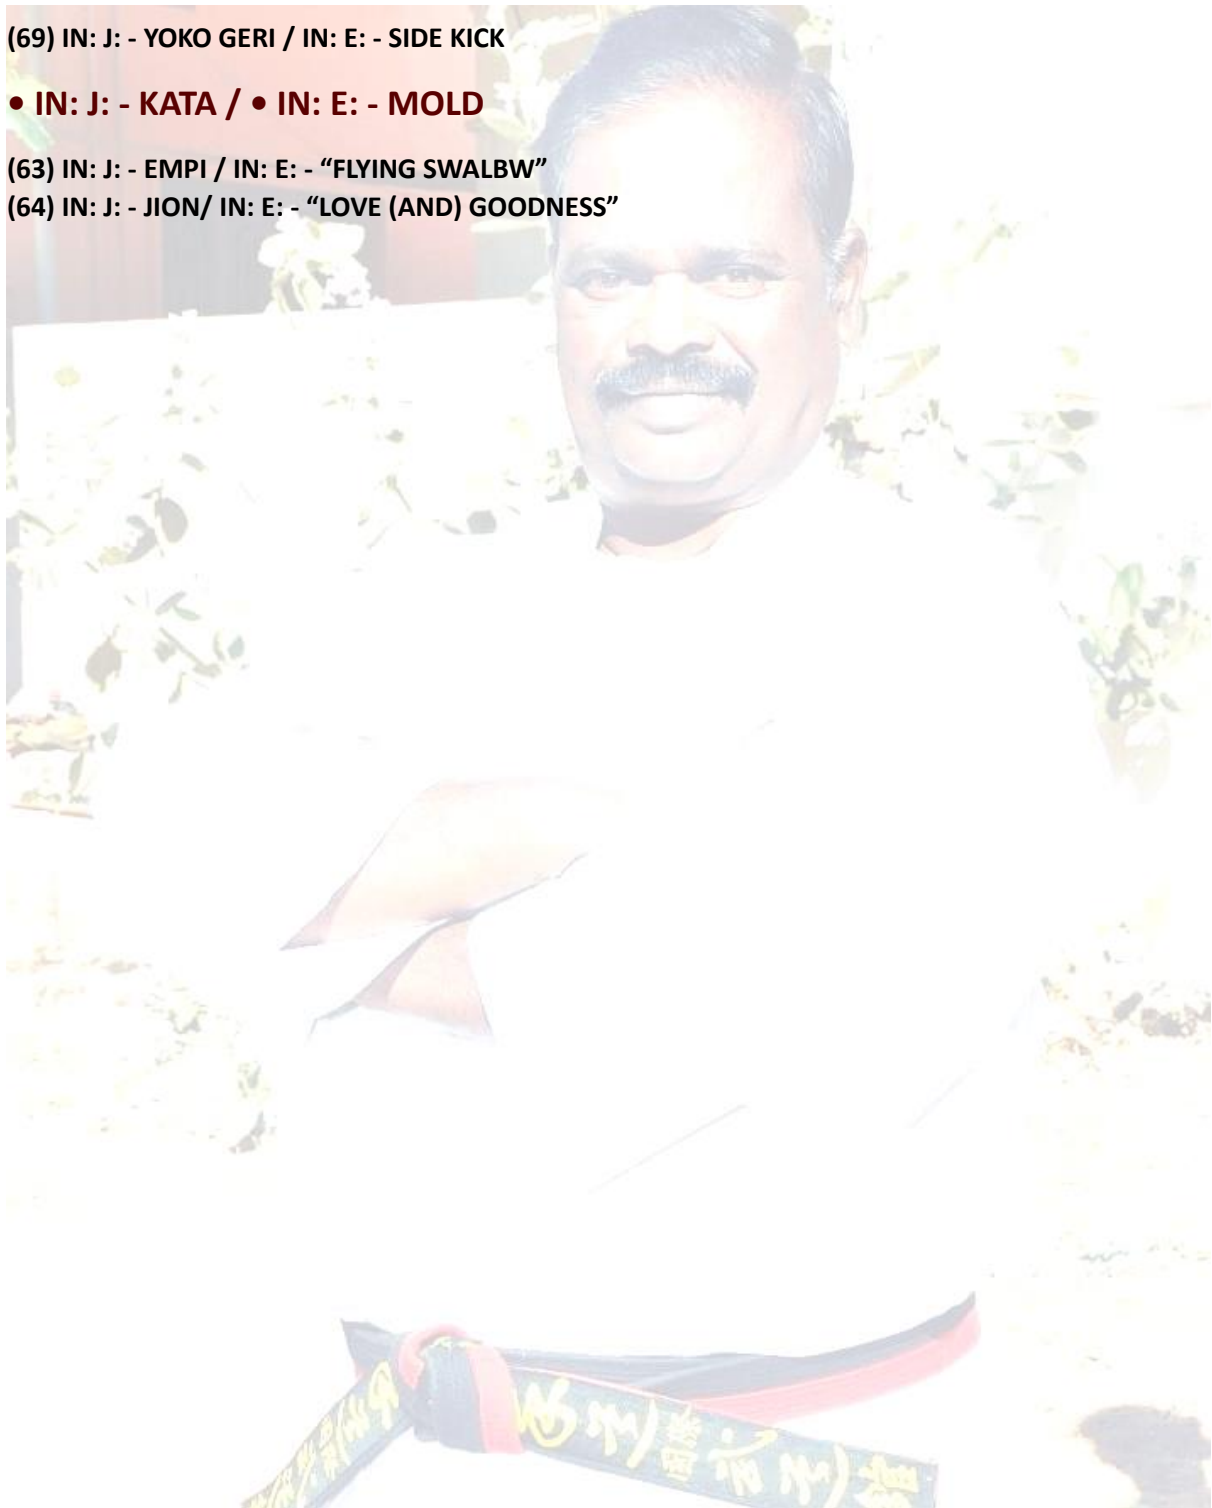 (69) IN: J: - YOKO GERI / IN: E: - SIDE KICK
• IN: J: - KATA / • IN: E: - MOLD
(63) IN: J: - EMPI / IN: E: - “FLYING SWALBW”
(64) IN: J: - JION/ IN: E: - “LOVE (AND) GOODNESS”